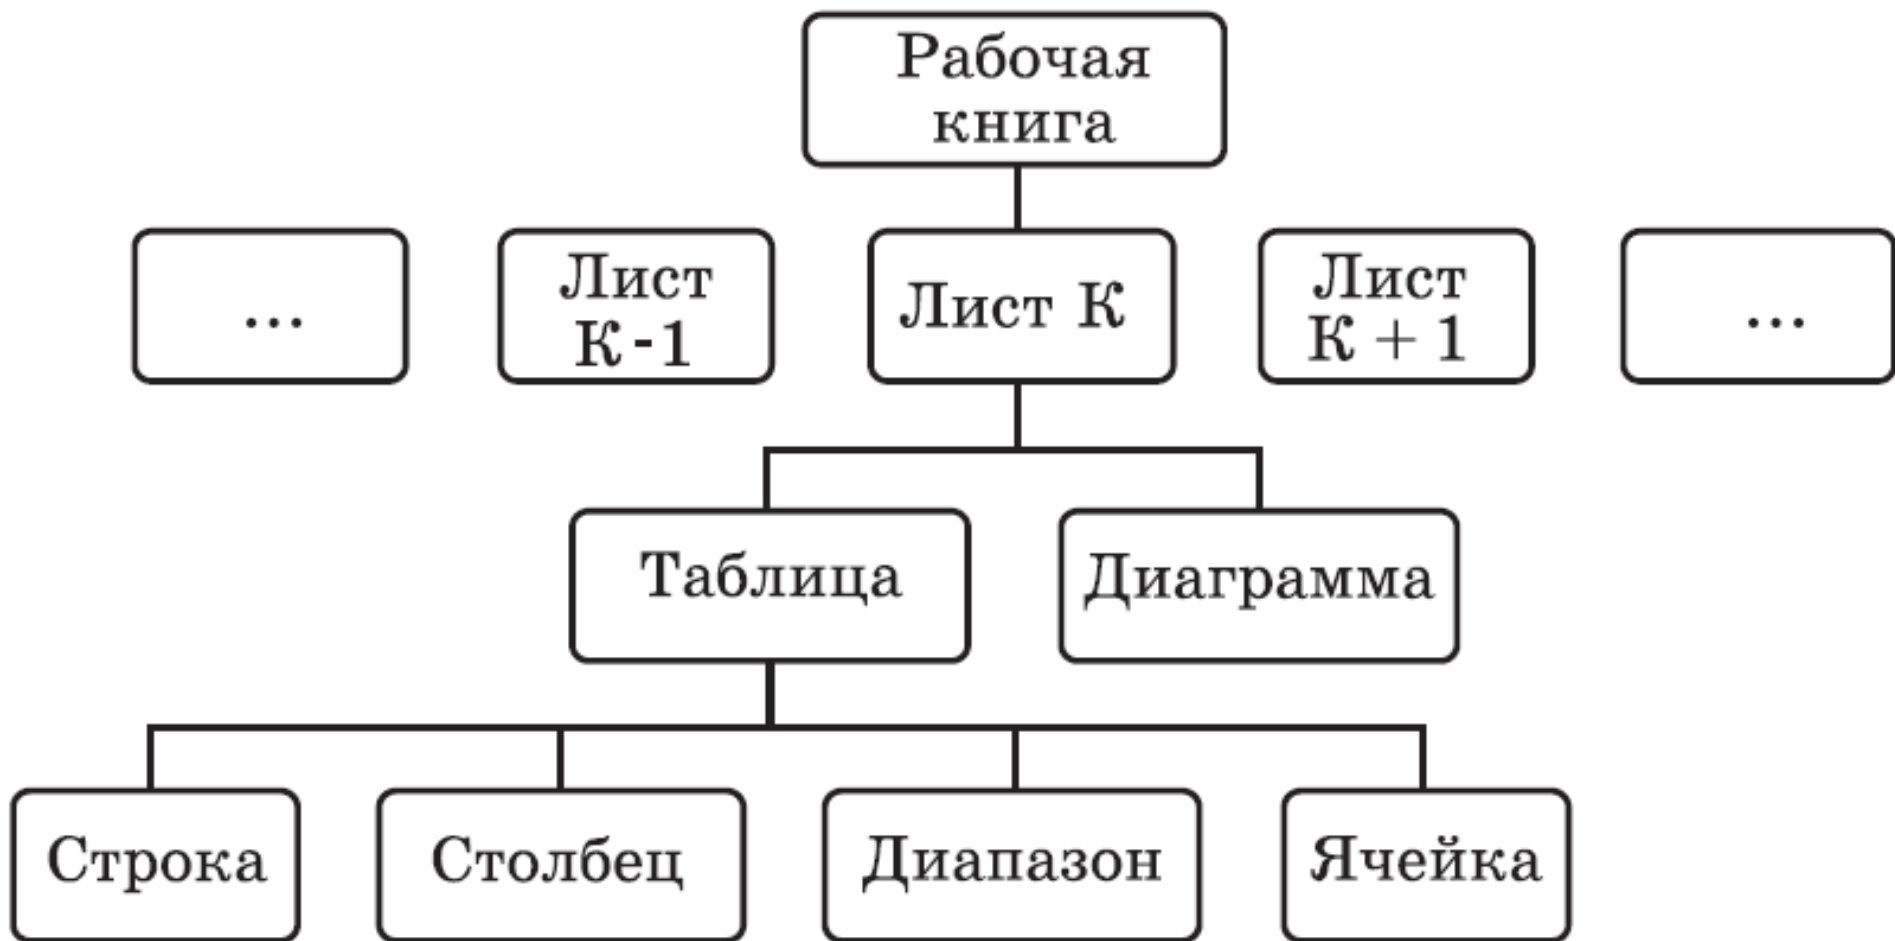 Рабочая
книга
...
Лист
К-1
Лист К
Лист
К + 1
...
Таблица
Диаграмма
Строка
Столбец
Диапазон
Ячейка